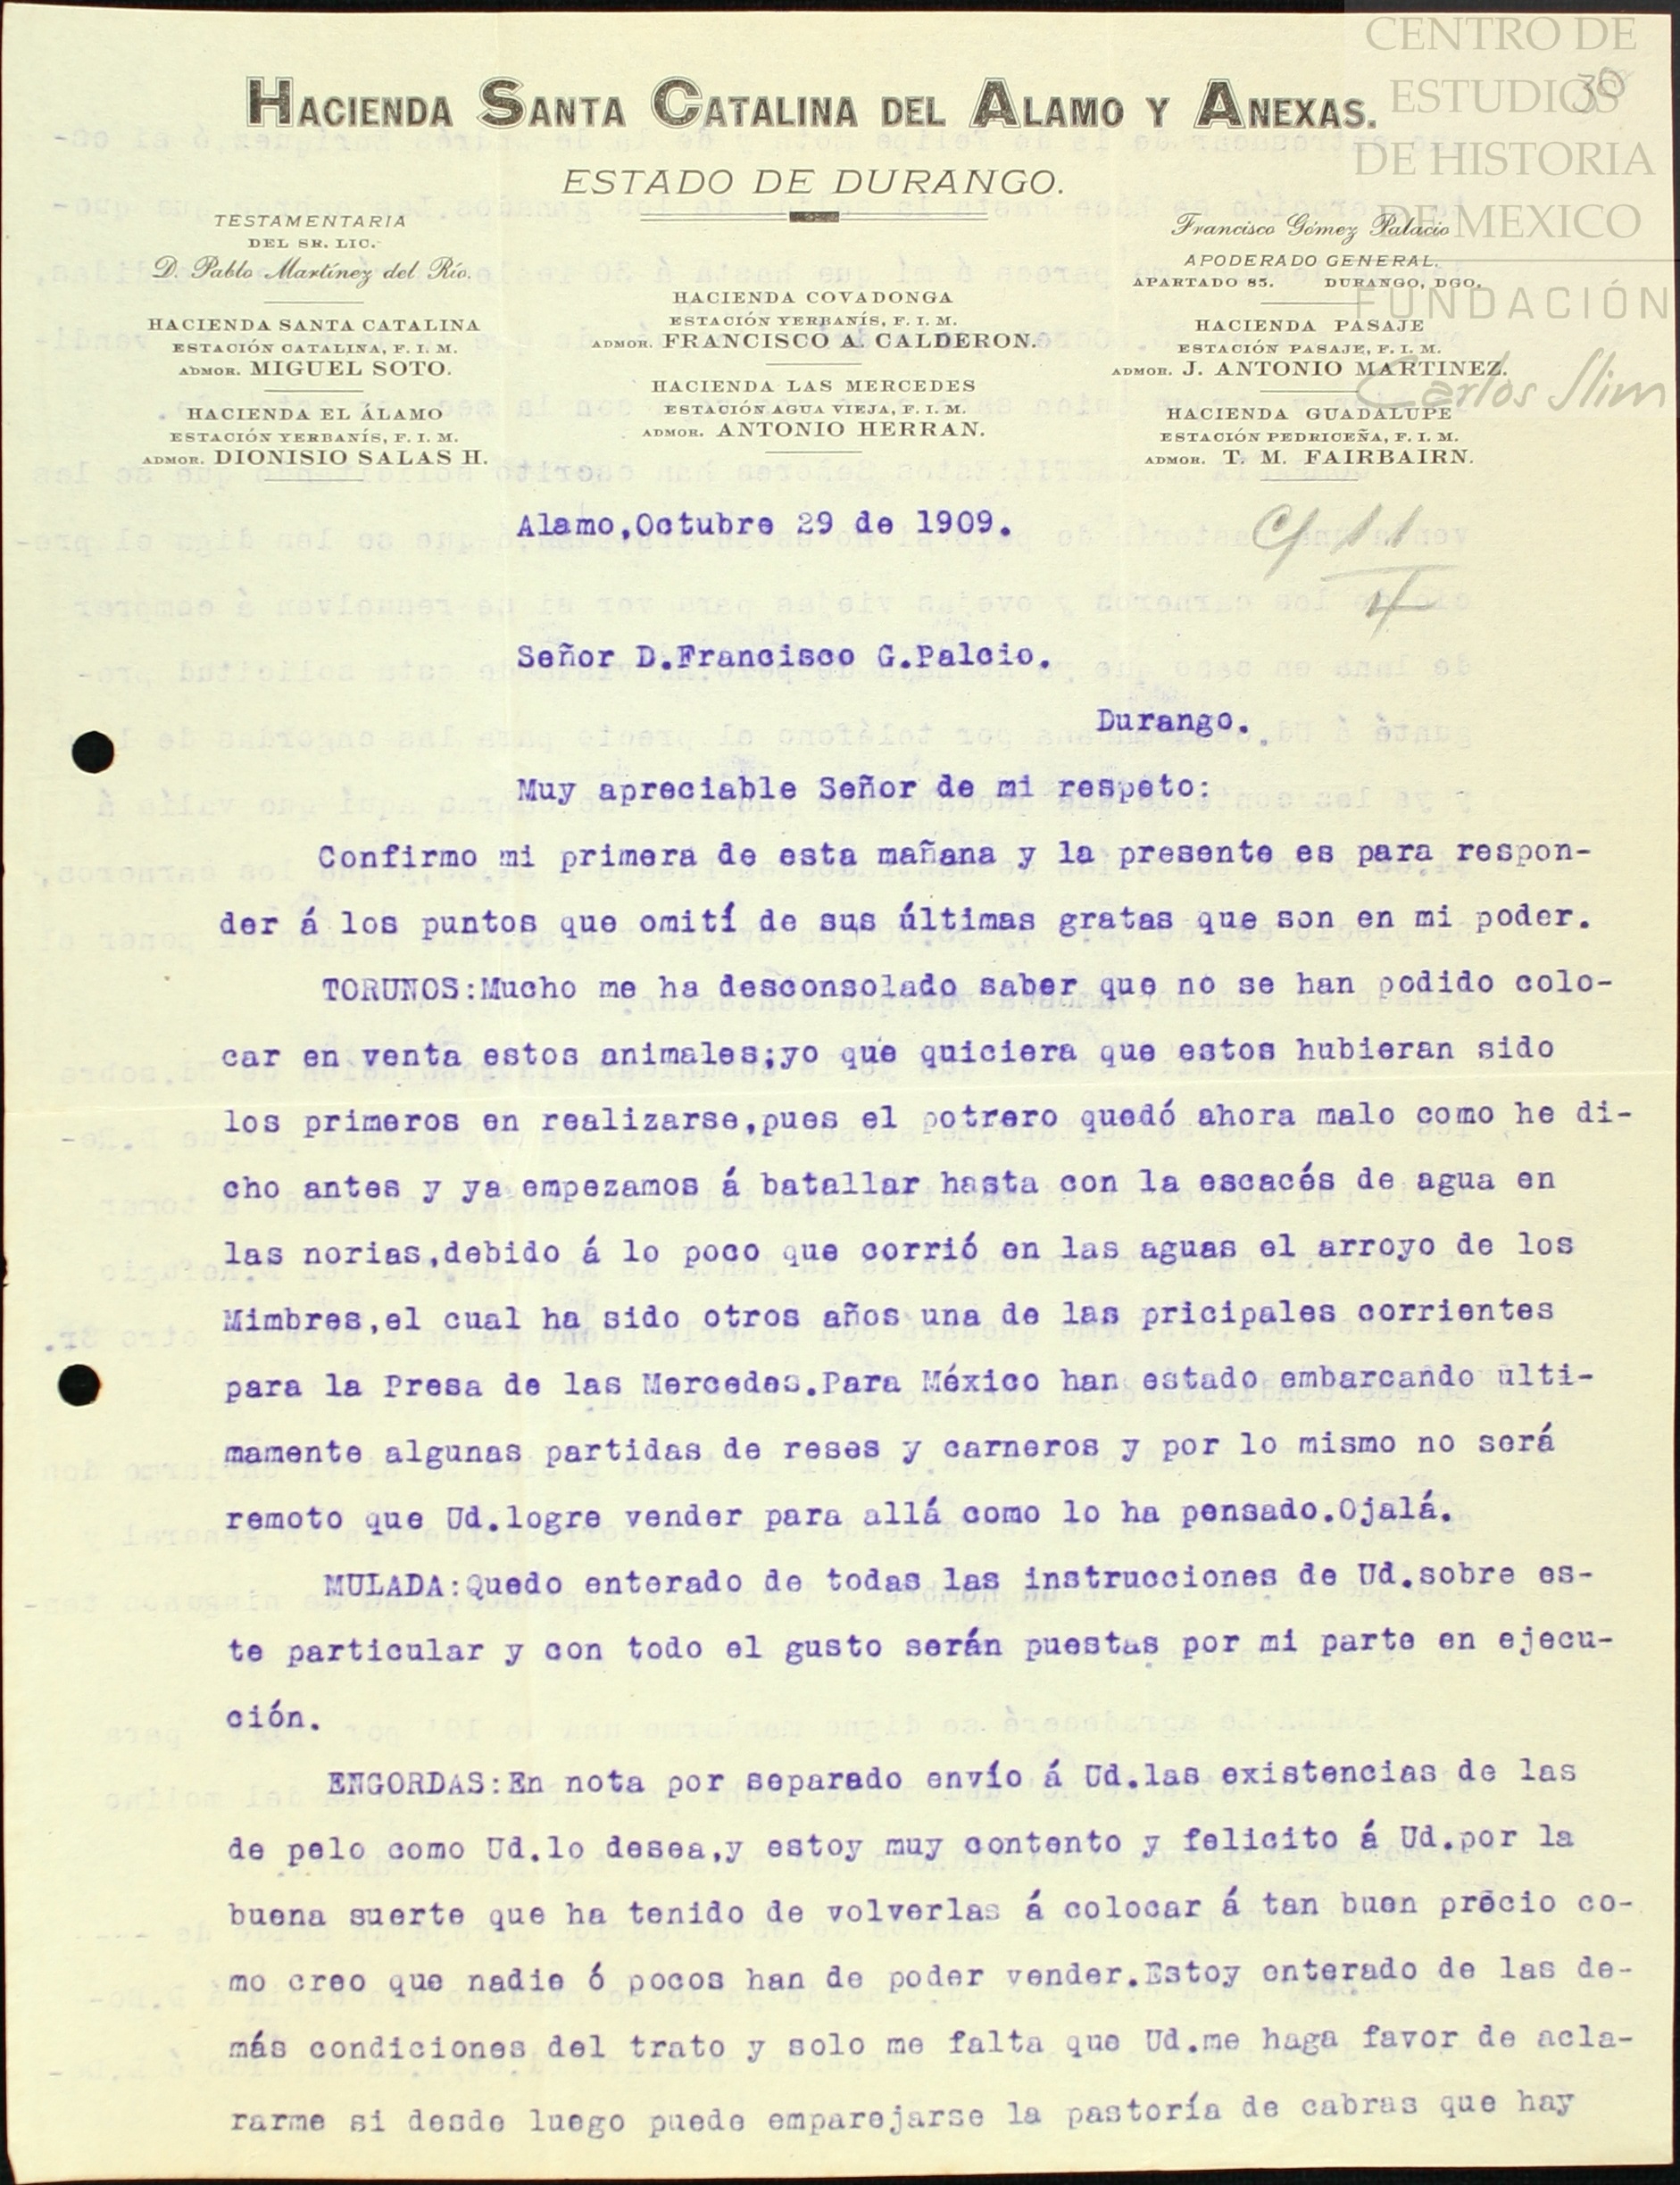 CENTRO DE
ESTUDIOS
DE HISTORIA
DE MEXICO
FUNDACIÓN
Carlos Slim
HACIENDA SANTA CATALINA DEL ALAMO Y ANEXAS.
ESTADO DE DURANGO.
TESTAMENTARIA
DEL SR. LIC.
D. Pablo Martínez del Río.
HACIENDA SANTA CATALINA
ESTACIÓN CATALINA, F. I. M.
ADMOR. MIGUEL SOTO.
HACIENDA EL ÁLAMO
ESTACIÓN YERBANÍS, F. I. M.
ADMOR. DIONISIO SALAS H.
HACIENDA COVADONGA
ESTACIÓN YERBANÍS, F. I. M.
ADMOR. FRANCISCO A. CALDERON.
HACIENDA LAS MERCEDES
ESTACIÓN AGUA VIEJA, F. I. M.
ADMOR. ANTONIO HERRAN.
Francisco Gómez Palacio
APODERADO GENERAL.
APARTADO 85. DURANGO, DGO.
HACIENDA PASAJE
ESTACIÓN PASAJE, F. I. M.
ADMOR. J. ANTONIO MARTINEZ.
HACIENDA GUADALUPE
ESTACIÓN PEDRICEÑA, F. I. M.
ADMOR. T. M. FAIRBAIRN.
Alamo,Octubre 29 de 1909.
Señor D.Francisco G.Palcio.
Durango.
Muy apreciable Señor de mi respeto:
Confirmo mi primera de esta mañana y la presente es para respon-
der á los puntos que omití de sus últimas gratas que son en mi poder.
TORUNOS:Mucho me ha desconsolado saber que no se han podido colo-
car en venta estos animales;yo que quiciera que estos hubieran sido
los primeros en realizarse,pues el potrero quedó ahora malo como he di-
cho antes y ya empezamos á batallar hasta con la escacés de agua en
las norias,debido á lo poco que corrió en las aguas el arroyo de los
Mimbres,el cual ha sido otros años una de las pricipales corrientes
para la Presa de las Mercedes.Para México han estado embarcando ulti-
mamente algunas partidas de reses y carneros y por lo mismo no será
remoto que Ud.logre vender para allá como lo ha pensado.Ojalá.
MULADA:Quedo enterado de todas las instrucciones de Ud.sobre es-
te particular y con todo el gusto serán puestas por mi parte en ejecu-
ción.
ENGORDAS:En nota por separado envío á Ud.las existencias de las
de pelo como Ud.lo desea,y estoy muy contento y felicito á Ud.por la
buena suerte que ha tenido de volverlas á colocar á tan buen precio co-
mo creo que nadie ó pocos han de poder vender.Estoy enterado de las de-
más condiciones del trato y solo me falta que Ud.me haga favor de acla-
rarme si desde luego puede emparejarse la pastoría de cabras que hay